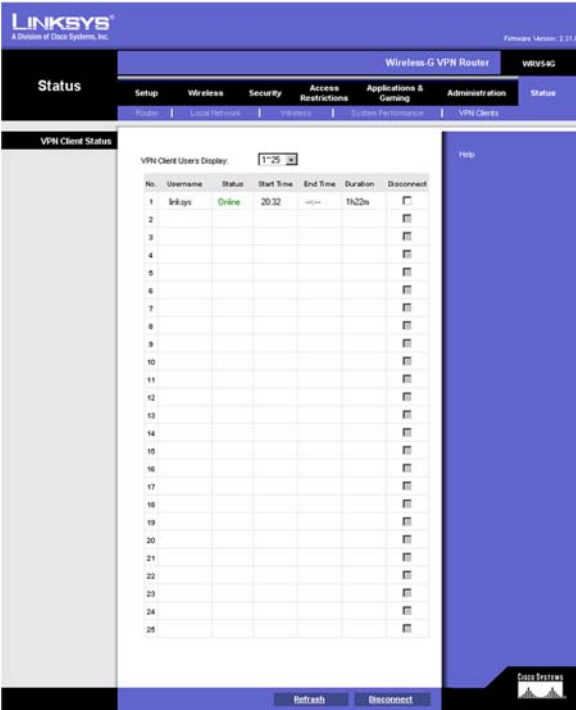 LINKSYS®
A Division of Cisco Systems, Inc.
Firmware Version: 2.31.
Wireless-G VPN Router WRV54G
Status
Setup Wireless Security Access Restrictions Applications & Gaming Administration Status
Router | Local Network | Wireless | System Performance | VPN Clients
VPN Client Status
Help
VPN Client Users Display: 1~25
No. Username Status Start Time End Time Duration Disconnect
1 linksys Online 20:32 --:-- 1h22m
2
3
4
5
6
7
8
9
10
11
12
13
14
15
16
17
18
19
20
21
22
23
24
25
CISCO SYSTEMS
Refresh Disconnect